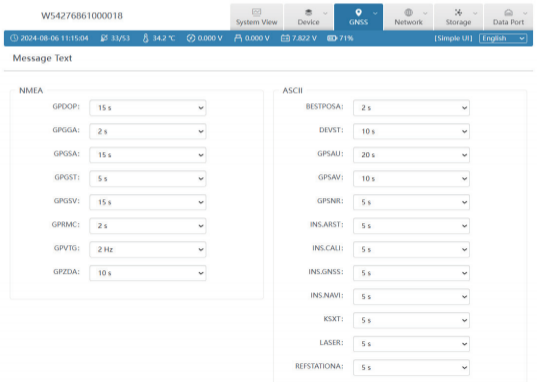 W54276861000018
System View
Device
GNSS
Network
Storage
Data Port
2024-08-06 11:15:04 33/53 34.2 ℃ 0.000 V 0.000 V 7.822 V 71% [Simple UI] English
Message Text
NMEA
GPDOP: 15 s
GPGGA: 2 s
GPGSA: 15 s
GPGST: 5 s
GPGSV: 15 s
GPRMC: 2 s
GPVTG: 2 Hz
GPZDA: 10 s
ASCII
BESTPOSA: 2 s
DEVST: 10 s
GPSAU: 20 s
GPSAV: 10 s
GPSNR: 5 s
INS.ARST: 5 s
INS.CALI: 5 s
INS.GNSS: 5 s
INS.NAVI: 5 s
KSXT: 5 s
LASER: 5 s
REFSTATIONA: 5 s